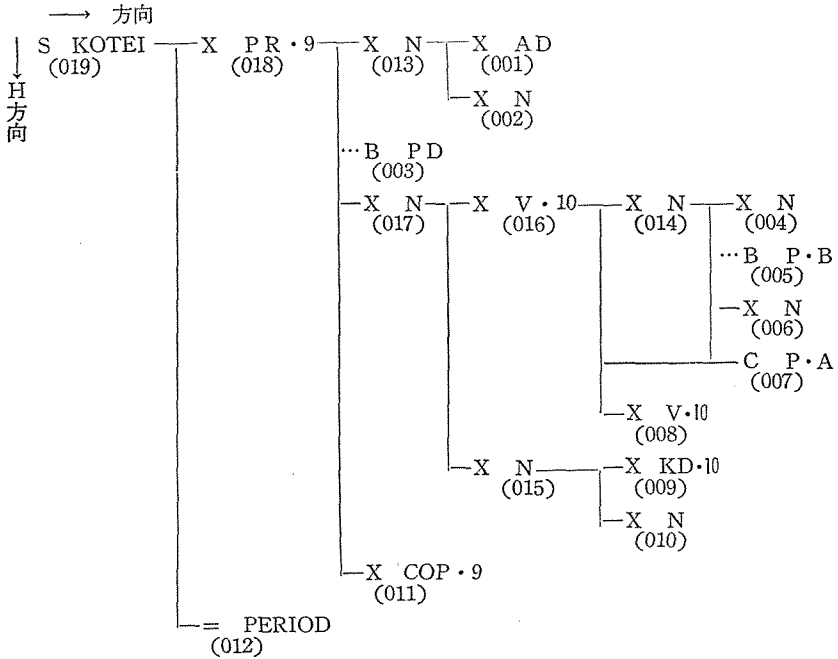 → 方向
↓ H方向
S KOTEI X PR・9 X N X AD
(019) (018) (013) (001)
X N
(002)
…B PD
(003)
X N X V・10 X N X N
(017) (016) (014) (004)
…B P・B
(005)
X N
(006)
C P・A
(007)
X V・10
(008)
X N X KD・10
(015) (009)
X N
(010)
X COP・9
(011)
= PERIOD
(012)